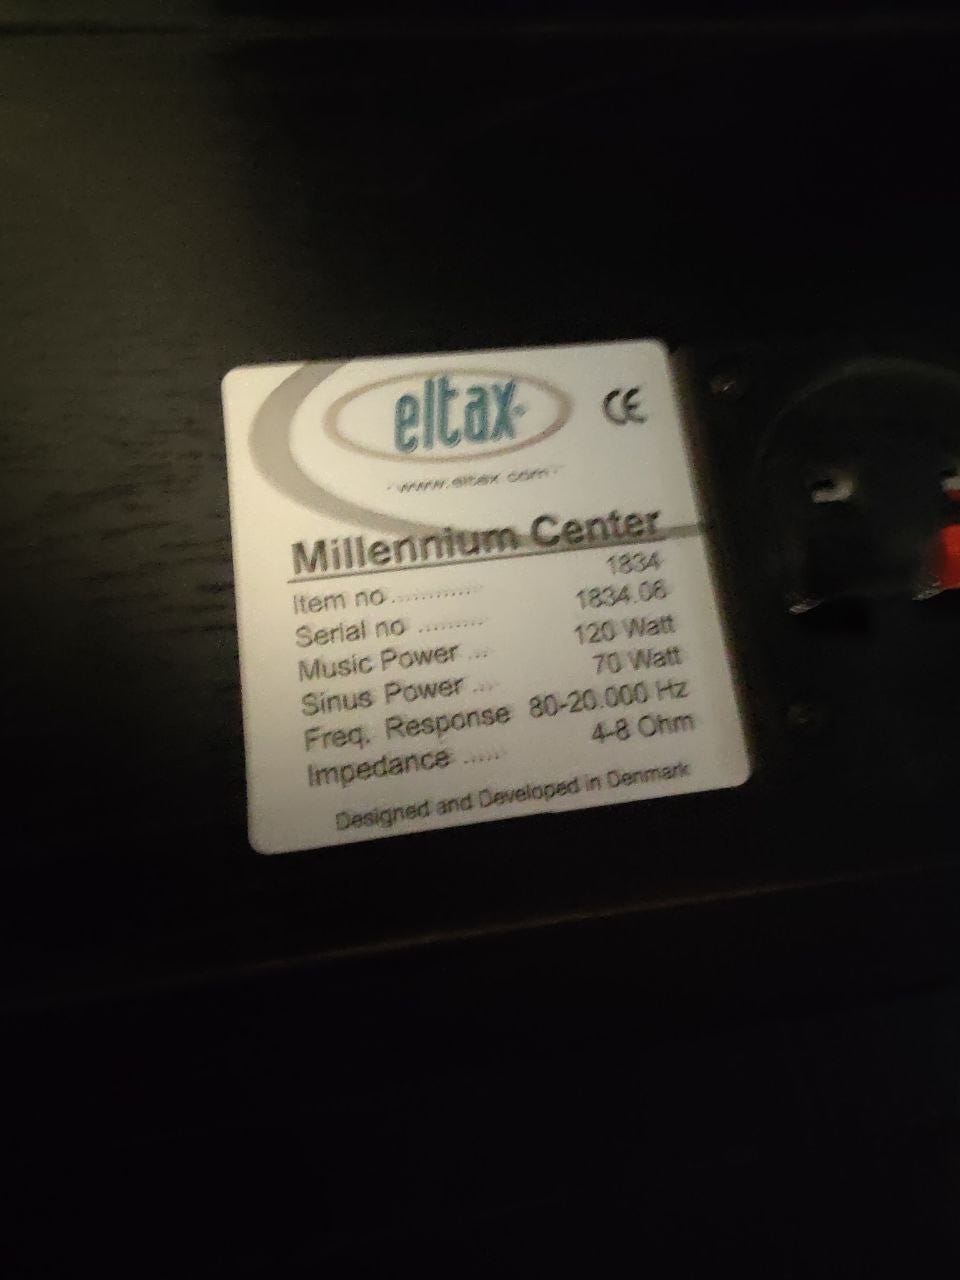 eltax
CE
www.eltax.com
Millennium Center
Item no ............ 1834
Serial no ......... 1834.06
Music Power ... 120 Watt
Sinus Power ... 70 Watt
Freq. Response 80-20.000 Hz
Impedance ..... 4-8 Ohm
Designed and Developed in Denmark